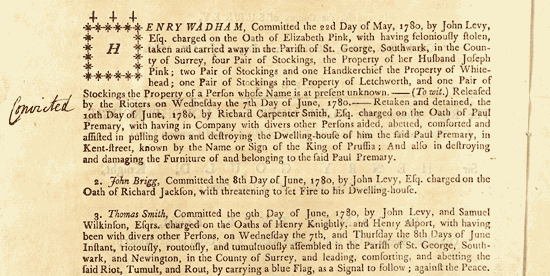 HENRY WADHAM, Committed the 22d Day of May, 1780, by John Levy,
Esq. charged on the Oath of Elizabeth Pink, with having feloniously stolen,
taken and carried away in the Parish of St. George, Southwark, in the Coun-
ty of Surrey, four Pair of Stockings, the Property of her Husband Joseph
Pink; two Pair of Stockings and one Handkerchief the Property of White-
head; one Pair of Stockings the Property of Letchworth, and one Pair of
Stockings the Property of a Person whose Name is at present unknown. —— (To wit.) Released
by the Rioters on Wednesday the 7th Day of June, 1780. —— Retaken and detained, the
Convicted
10th Day of June, 1780, by Richard Carpenter Smith, Esq. charged on the Oath of Paul
Premary, with having in Company with divers other Persons aided, abetted, comforted and
assisted in pulling down and destroying the Dwelling-house of him the said Paul Premary, in
Kent-street, known by the Name or Sign of the King of Prussia; And also in destroying
and damaging the Furniture of and belonging to the said Paul Premary.
2. John Brigg, Committed the 8th Day of June, 1780, by John Levy, Esq. charged on the
Oath of Richard Jackson, with threatening to set Fire to his Dwelling-house.
3. Thomas Smith, Committed the 9th Day of June, 1780, by John Levy, and Samuel
Wilkinson, Esqrs. charged on the Oaths of Henry Knightly, and Henry Alport, with having
been with divers other Persons, on Wednesday the 7th, and Thursday the 8th Days of June
Instant, riotously, routously, and tumultuously assembled in the Parish of St. George, South-
wark, and Newington, in the County of Surrey, and leading, comforting, and abetting
the said Riot, Tumult, and Rout, by carrying a blue Flag, as a Signal to follow; against the Peace